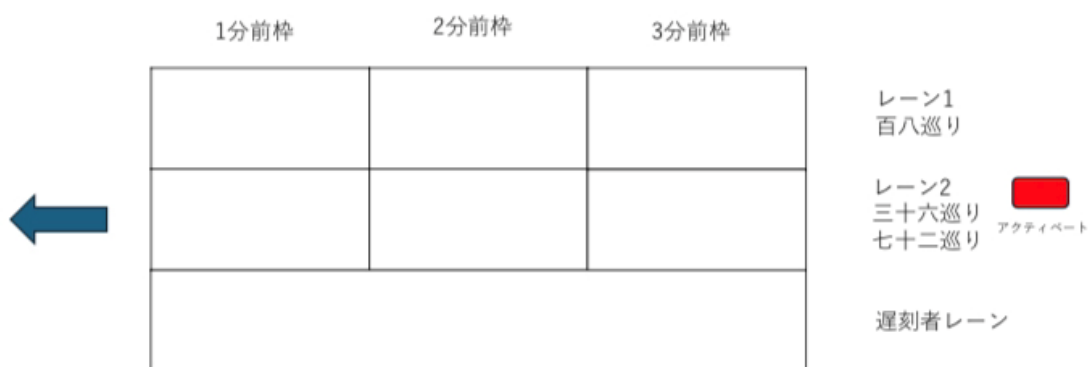 1分前枠
2分前枠
3分前枠
レーン1
百八巡り
レーン2
三十六巡り
七十二巡り
アクティベート
遅刻者レーン